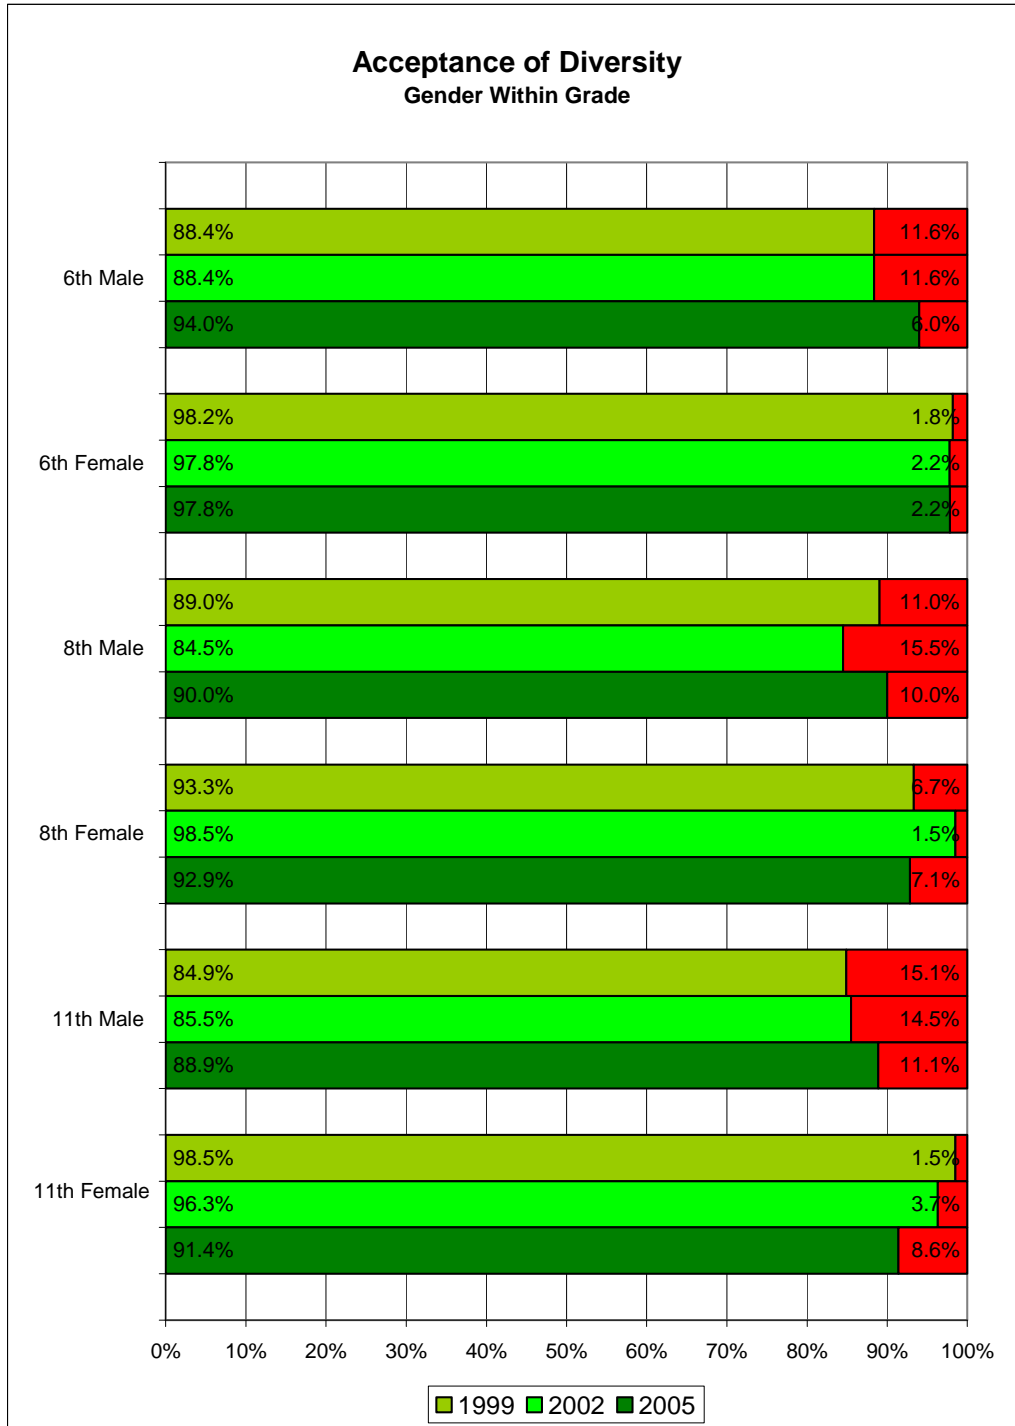 Acceptance of Diversity
Gender Within Grade
88.4% 11.6%
6th Male 88.4% 11.6%
94.0% 6.0%
98.2% 1.8%
6th Female 97.8% 2.2%
97.8% 2.2%
89.0% 11.0%
8th Male 84.5% 15.5%
90.0% 10.0%
93.3% 6.7%
8th Female 98.5% 1.5%
92.9% 7.1%
84.9% 15.1%
11th Male 85.5% 14.5%
88.9% 11.1%
98.5% 1.5%
11th Female 96.3% 3.7%
91.4% 8.6%
0% 10% 20% 30% 40% 50% 60% 70% 80% 90% 100%
1999 2002 2005